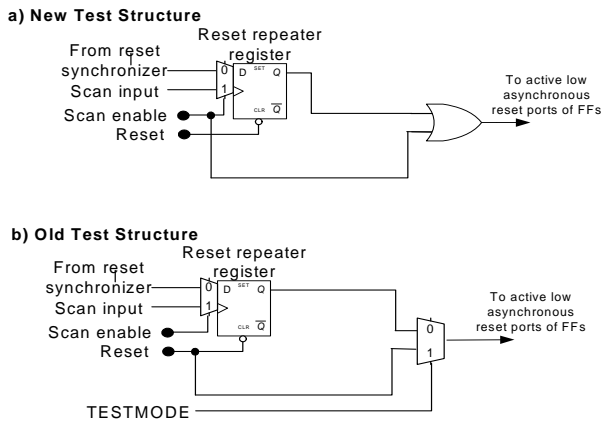 a) New Test Structure
Reset repeater
register
From reset
synchronizer
Scan input
Scan enable
Reset
0
1
D
SET
Q
CLR
Q
To active low
asynchronous
reset ports of FFs
b) Old Test Structure
Reset repeater
register
From reset
synchronizer
Scan input
Scan enable
Reset
0
1
D
SET
Q
CLR
Q
0
1
To active low
asynchronous
reset ports of FFs
TESTMODE